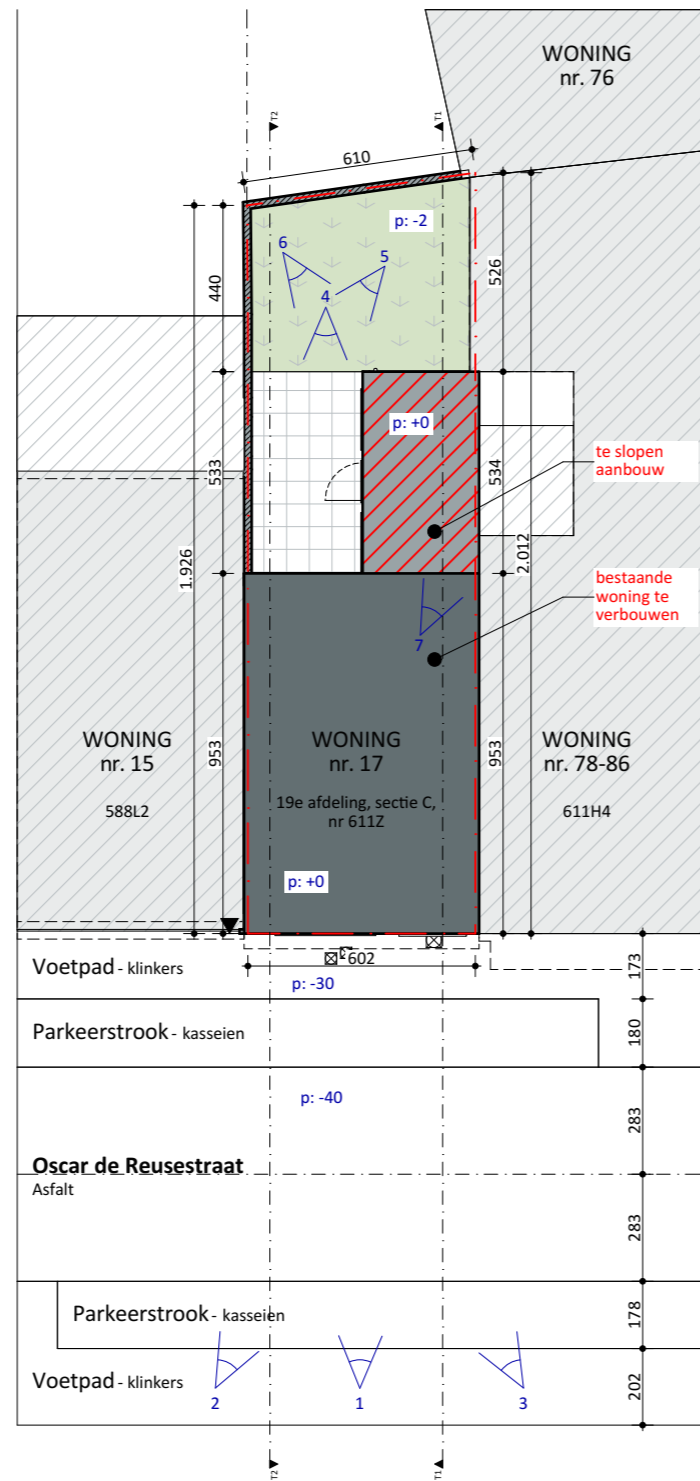 WONING
nr. 76
T2
T1
610
p: -2
6
5
4
440
526
p: +0
te slopen
aanbouw
533
534
1.926
2.012
bestaande
woning te
verbouwen
7
WONING
nr. 15
588L2
953
WONING
nr. 17
19e afdeling, sectie C,
nr 611Z
953
WONING
nr. 78-86
611H4
p: +0
602
Voetpad - klinkers
p: -30
173
Parkeerstrook - kasseien
180
p: -40
283
Oscar de Reusestraat
Asfalt
283
Parkeerstrook - kasseien
178
Voetpad - klinkers
2
1
3
202
T2
T1